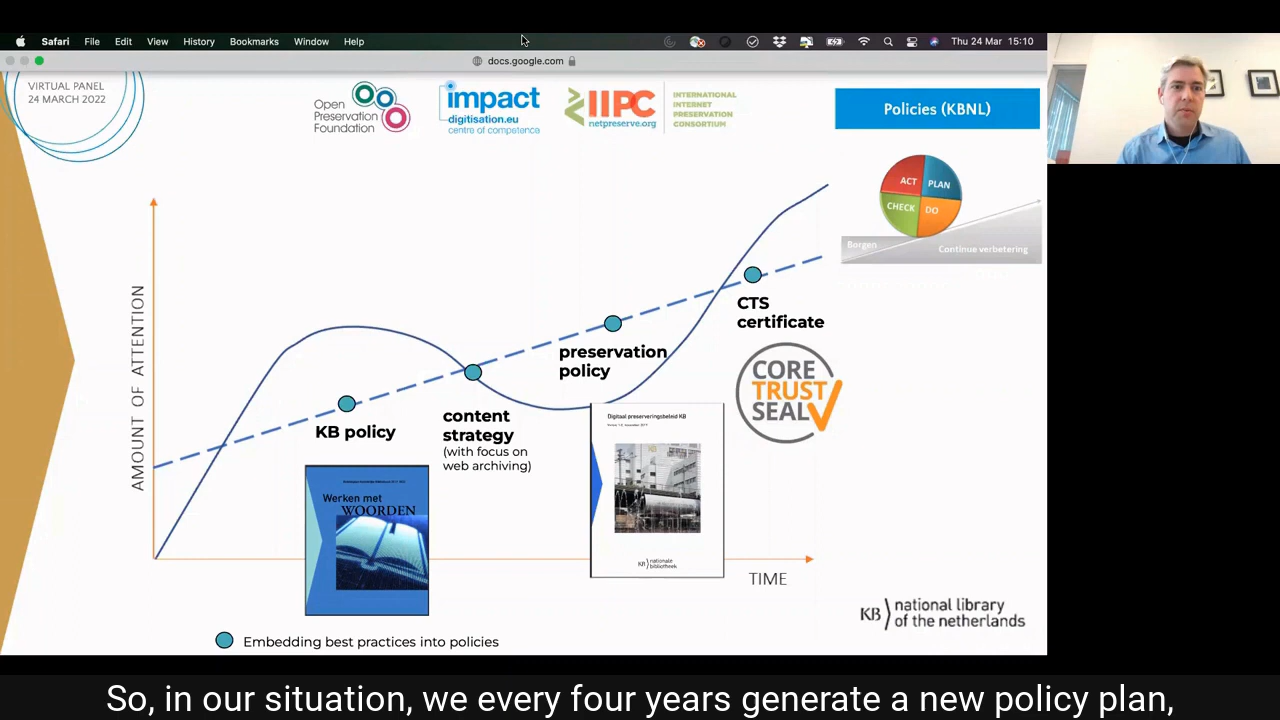 Safari File Edit View History Bookmarks Window Help
Thu 24 Mar 15:10
docs.google.com
VIRTUAL PANEL
24 MARCH 2022
Open
Preservation
Foundation
impact
digitisation.eu
centre of competence
IIPC
netpreserve.org
INTERNATIONAL
INTERNET
PRESERVATION
CONSORTIUM
Policies (KBNL)
ACT PLAN
CHECK DO
Borgen
Continue verbetering
AMOUNT OF ATTENTION
CTS
certificate
preservation
policy
CORE
TRUST
SEAL
KB policy
content
strategy
(with focus on
web archiving)
Digitaal preserveringsbeleid KB
Werken met
WOORDEN
KB nationale
bibliotheek
TIME
KB national library
of the netherlands
Embedding best practices into policies
So, in our situation, we every four years generate a new policy plan,